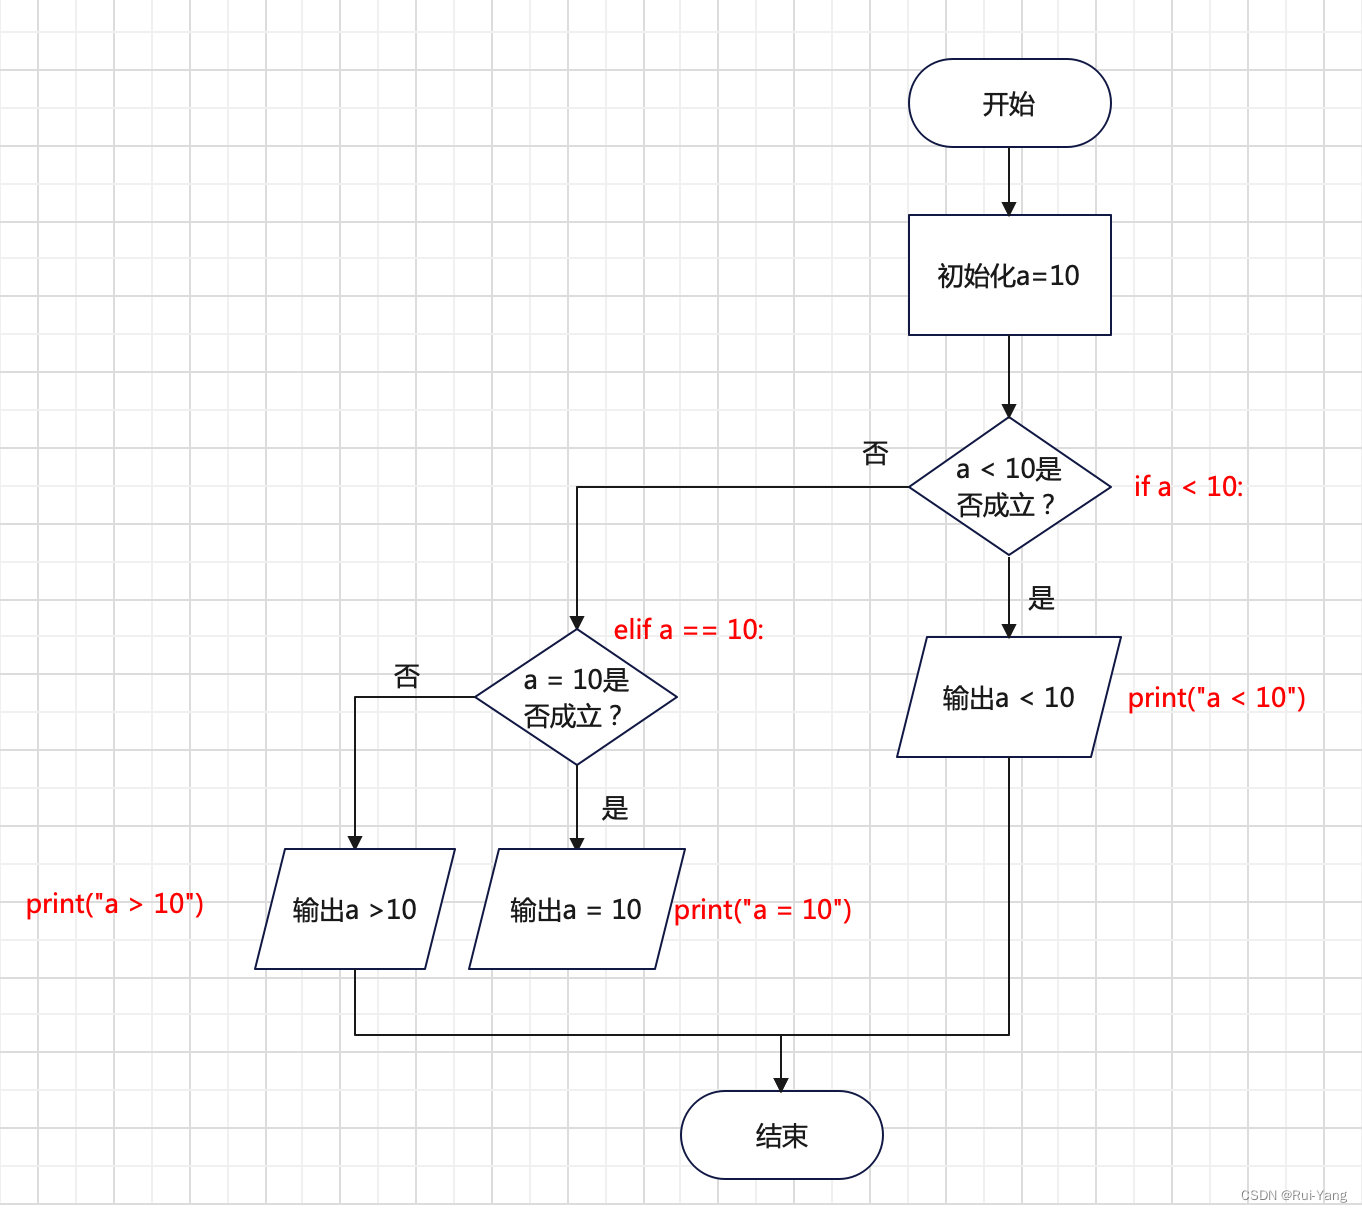 开始
初始化a=10
否
a < 10是
否成立？
if a < 10:
是
elif a == 10:
否
a = 10是
否成立？
输出a < 10
print("a < 10")
是
print("a > 10")
输出a >10
输出a = 10
print("a = 10")
结束
CSDN @Rui-Yang